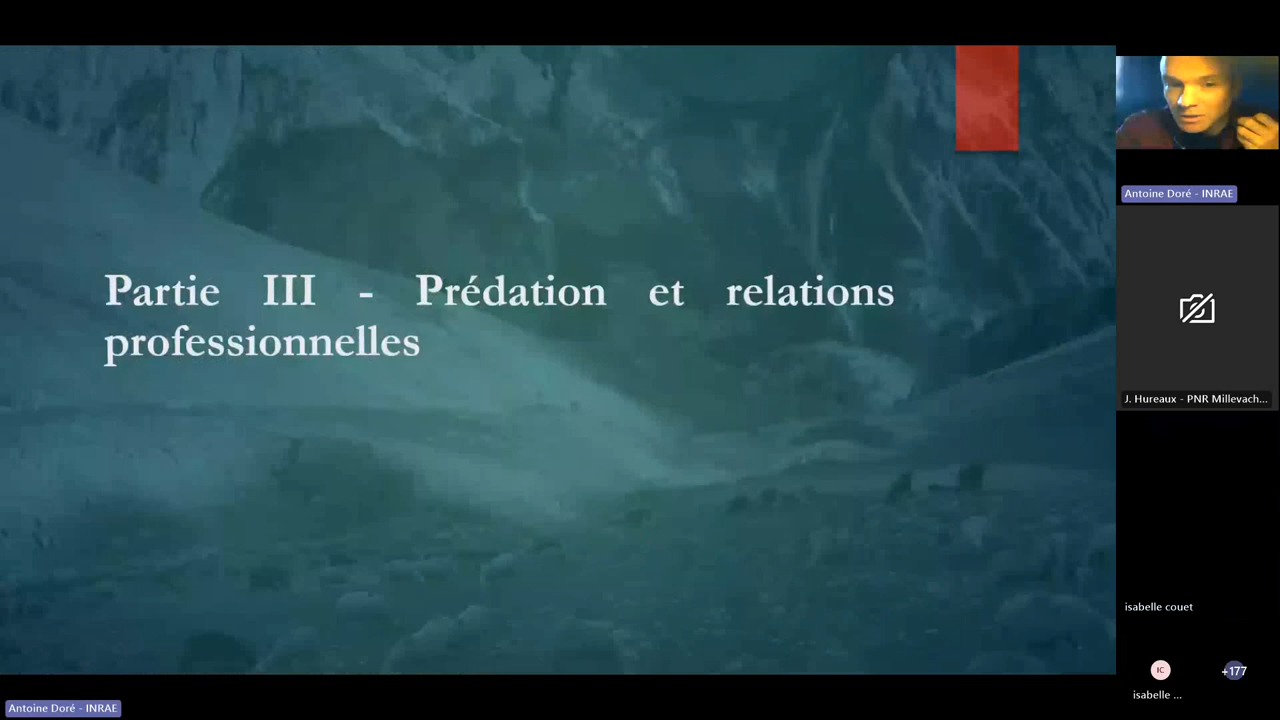 Partie III - Prédation et relations
professionnelles
Antoine Doré - INRAE
J. Hureaux - PNR Millevach...
isabelle couet
IC
+177
isabelle ...
Antoine Doré - INRAE